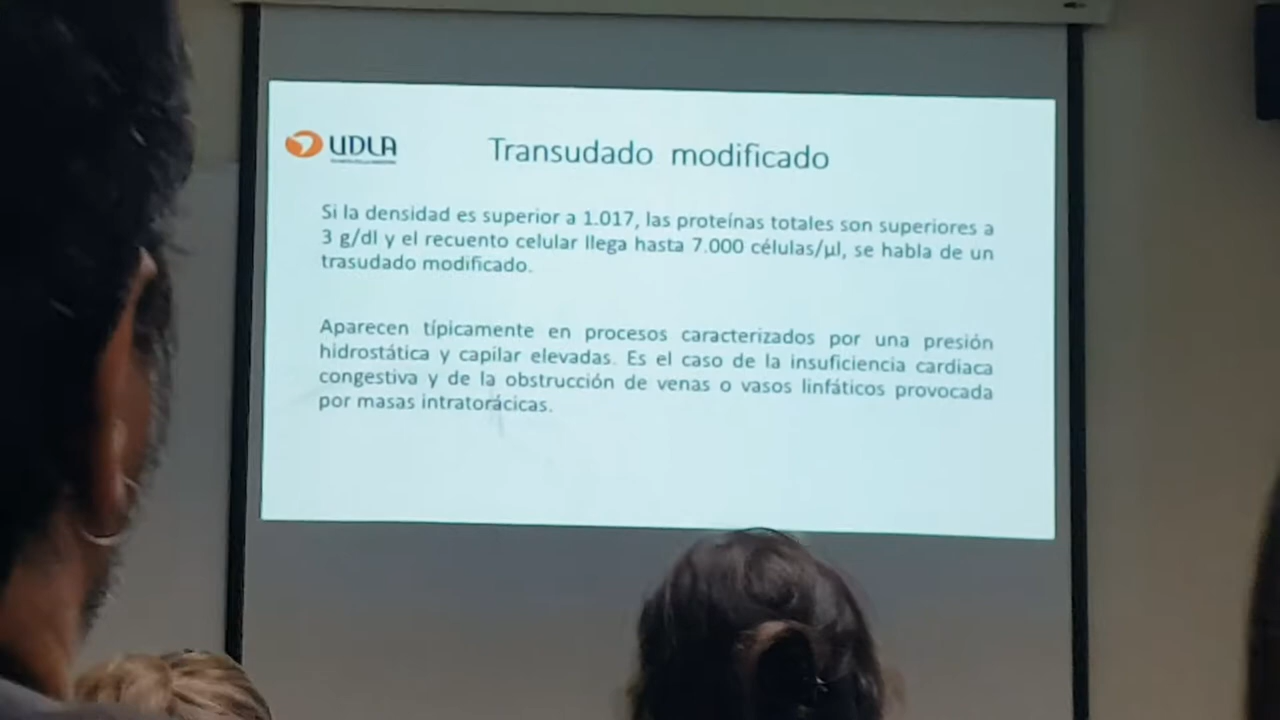 UDLA
Transudado modificado
Si la densidad es superior a 1.017, las proteínas totales son superiores a
3 g/dl y el recuento celular llega hasta 7.000 células/µl, se habla de un
trasudado modificado.
Aparecen típicamente en procesos caracterizados por una presión
hidrostática y capilar elevadas. Es el caso de la insuficiencia cardiaca
congestiva y de la obstrucción de venas o vasos linfáticos provocada
por masas intratorácicas.